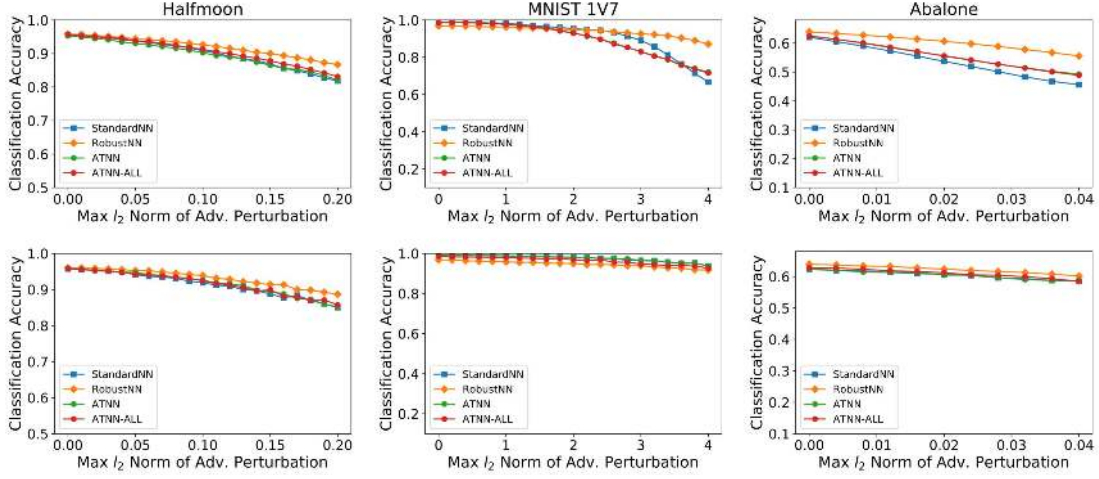 Halfmoon
Classification Accuracy
1.0
0.9
0.8
0.7
0.6
0.5
StandardNN
RobustNN
ATNN
ATNN-ALL
0.00 0.05 0.10 0.15 0.20
Max l₂ Norm of Adv. Perturbation
MNIST 1V7
Classification Accuracy
1.0
0.8
0.6
0.4
0.2
StandardNN
RobustNN
ATNN
ATNN-ALL
0 1 2 3 4
Max l₂ Norm of Adv. Perturbation
Abalone
Classification Accuracy
0.6
0.5
0.4
0.3
0.1
StandardNN
RobustNN
ATNN
ATNN-ALL
0.00 0.01 0.02 0.03 0.04
Max l₂ Norm of Adv. Perturbation
Classification Accuracy
1.0
0.9
0.8
0.7
0.6
0.5
StandardNN
RobustNN
ATNN
ATNN-ALL
0.00 0.05 0.10 0.15 0.20
Max l₂ Norm of Adv. Perturbation
Classification Accuracy
1.0
0.8
0.6
0.4
0.2
StandardNN
RobustNN
ATNN
ATNN-ALL
0 1 2 3 4
Max l₂ Norm of Adv. Perturbation
Classification Accuracy
0.6
0.5
0.4
0.3
0.1
StandardNN
RobustNN
ATNN
ATNN-ALL
0.00 0.01 0.02 0.03 0.04
Max l₂ Norm of Adv. Perturbation